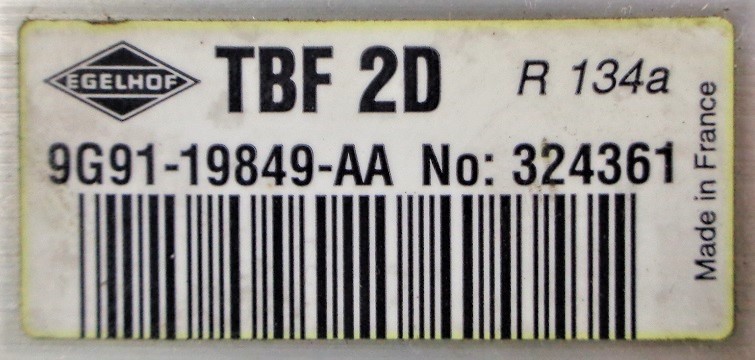 EGELHOF TBF 2D R 134a
9G91-19849-AA No: 324361
Made in France